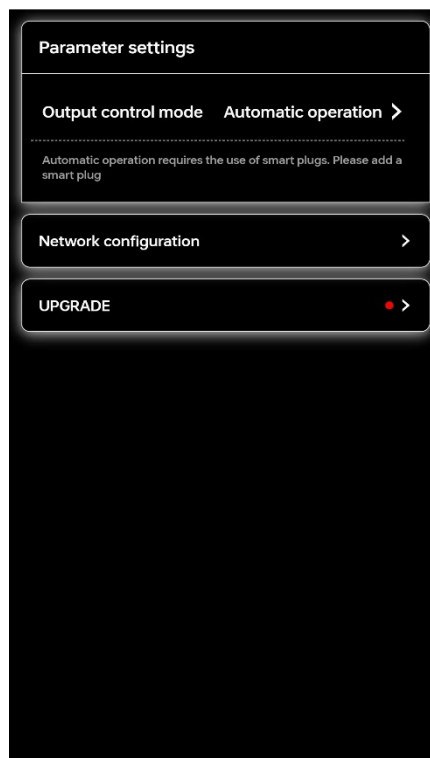 Parameter settings
Output control mode Automatic operation
Automatic operation requires the use of smart plugs. Please add a
smart plug
Network configuration
UPGRADE